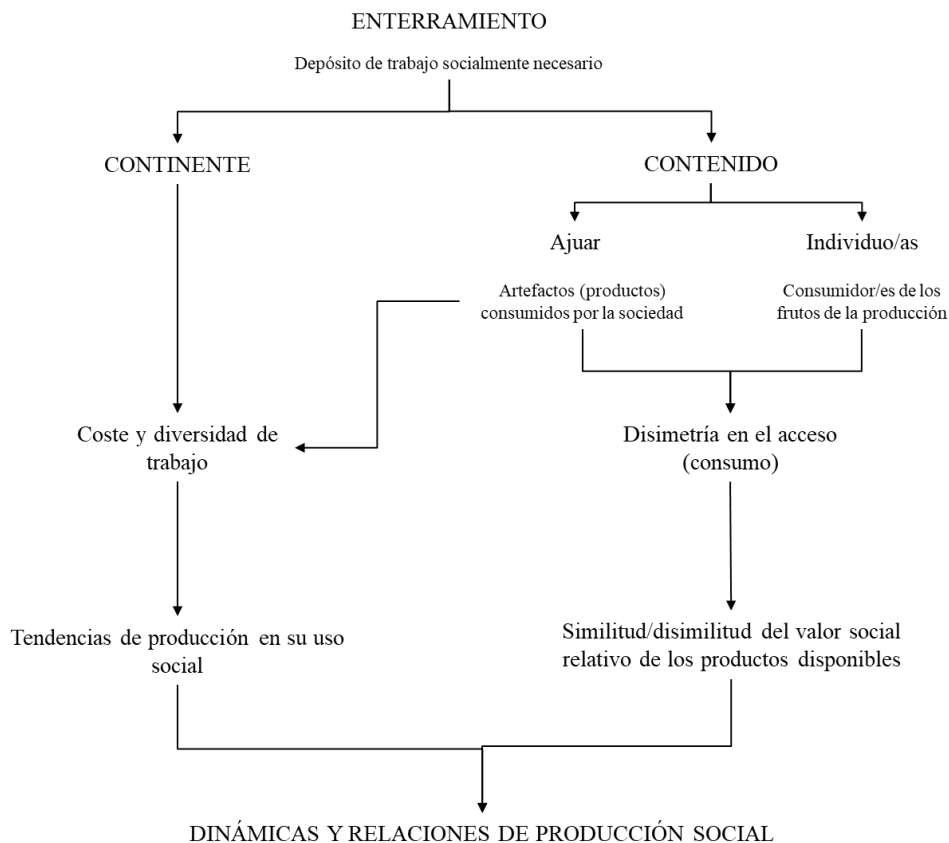 ENTERRAMIENTO
Depósito de trabajo socialmente necesario
CONTINENTE
CONTENIDO
Ajuar
Individuo/as
Artefactos (productos)
consumidos por la sociedad
Consumidor/es de los
frutos de la producción
Coste y diversidad de
trabajo
Disimetría en el acceso
(consumo)
Tendencias de producción en su uso
social
Similitud/disimilitud del valor social
relativo de los productos disponibles
DINÁMICAS Y RELACIONES DE PRODUCCIÓN SOCIAL